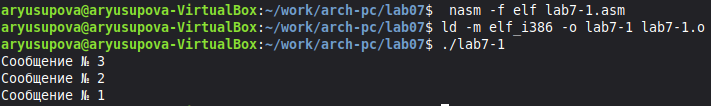 aryusupova@aryusupova-VirtualBox:~/work/arch-pc/lab07$  nasm -f elf lab7-1.asm
aryusupova@aryusupova-VirtualBox:~/work/arch-pc/lab07$ ld -m elf_i386 -o lab7-1 lab7-1.o
aryusupova@aryusupova-VirtualBox:~/work/arch-pc/lab07$ ./lab7-1
Сообщение № 3
Сообщение № 2
Сообщение № 1